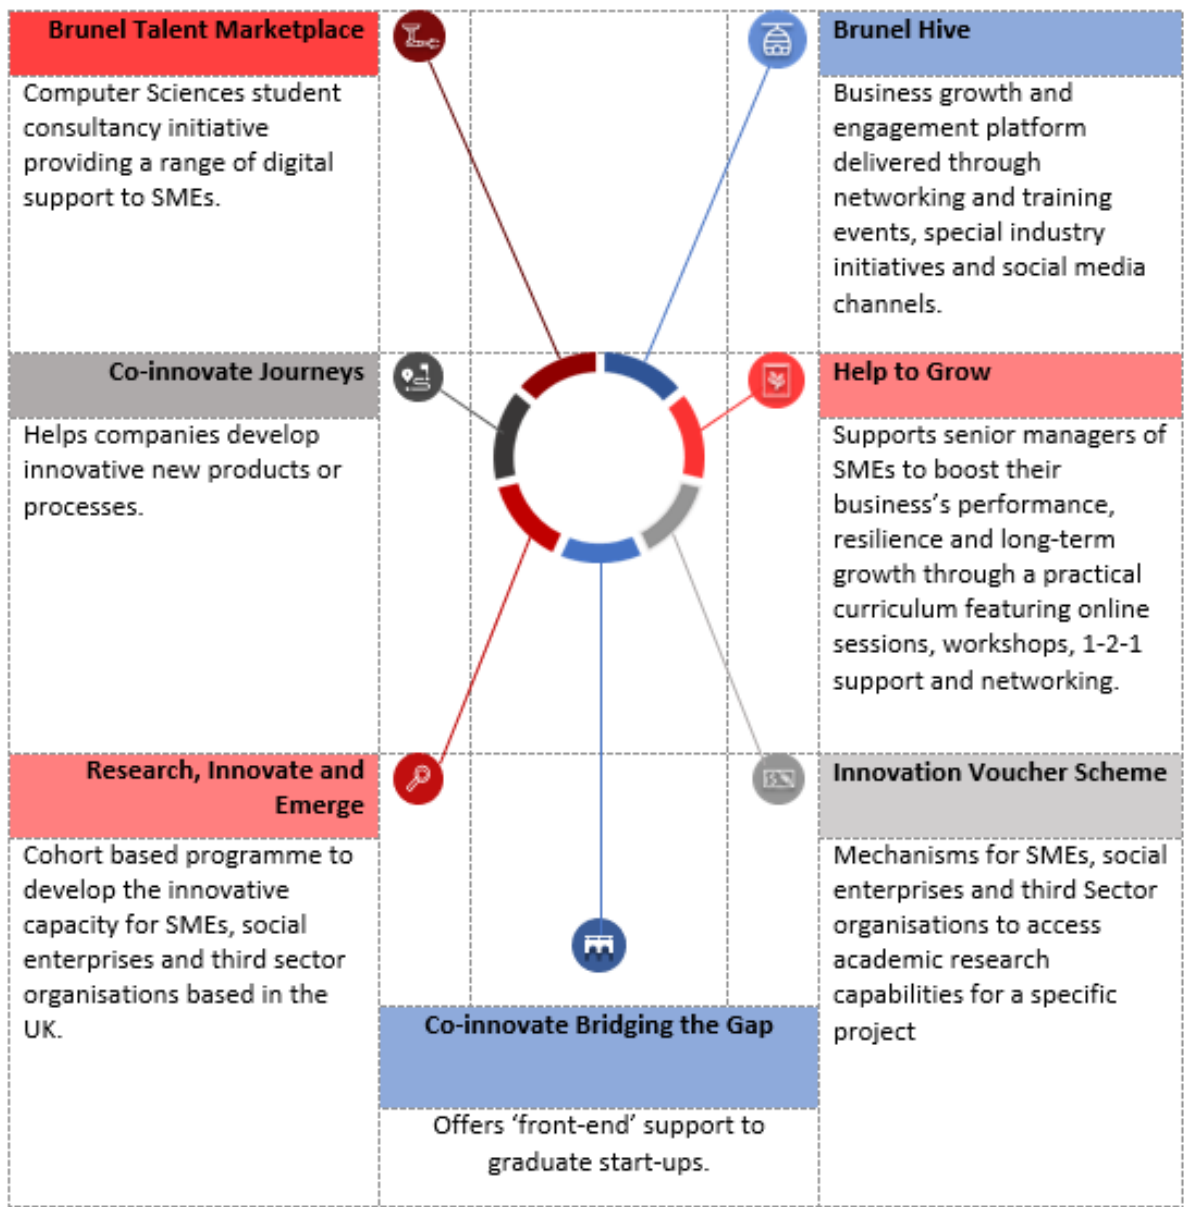 Brunel Talent Marketplace
Computer Sciences student
consultancy initiative
providing a range of digital
support to SMEs.
Brunel Hive
Business growth and
engagement platform
delivered through
networking and training
events, special industry
initiatives and social media
channels.
Co-innovate Journeys
Helps companies develop
innovative new products or
processes.
Help to Grow
Supports senior managers of
SMEs to boost their
business’s performance,
resilience and long-term
growth through a practical
curriculum featuring online
sessions, workshops, 1-2-1
support and networking.
Research, Innovate and
Emerge
Cohort based programme to
develop the innovative
capacity for SMEs, social
enterprises and third sector
organisations based in the
UK.
Innovation Voucher Scheme
Mechanisms for SMEs, social
enterprises and third Sector
organisations to access
academic research
capabilities for a specific
project
Co-innovate Bridging the Gap
Offers ‘front-end’ support to
graduate start-ups.